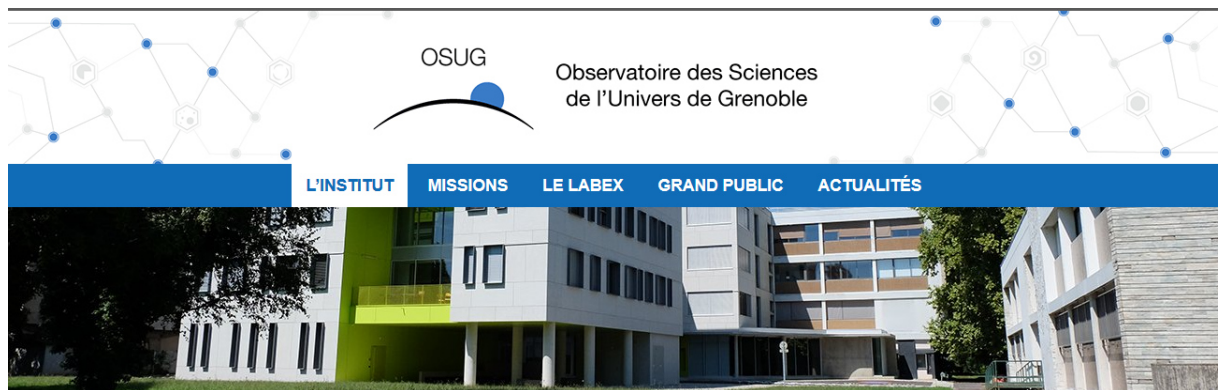 OSUG
Observatoire des Sciences
de l'Univers de Grenoble
L'INSTITUT MISSIONS LE LABEX GRAND PUBLIC ACTUALITÉS